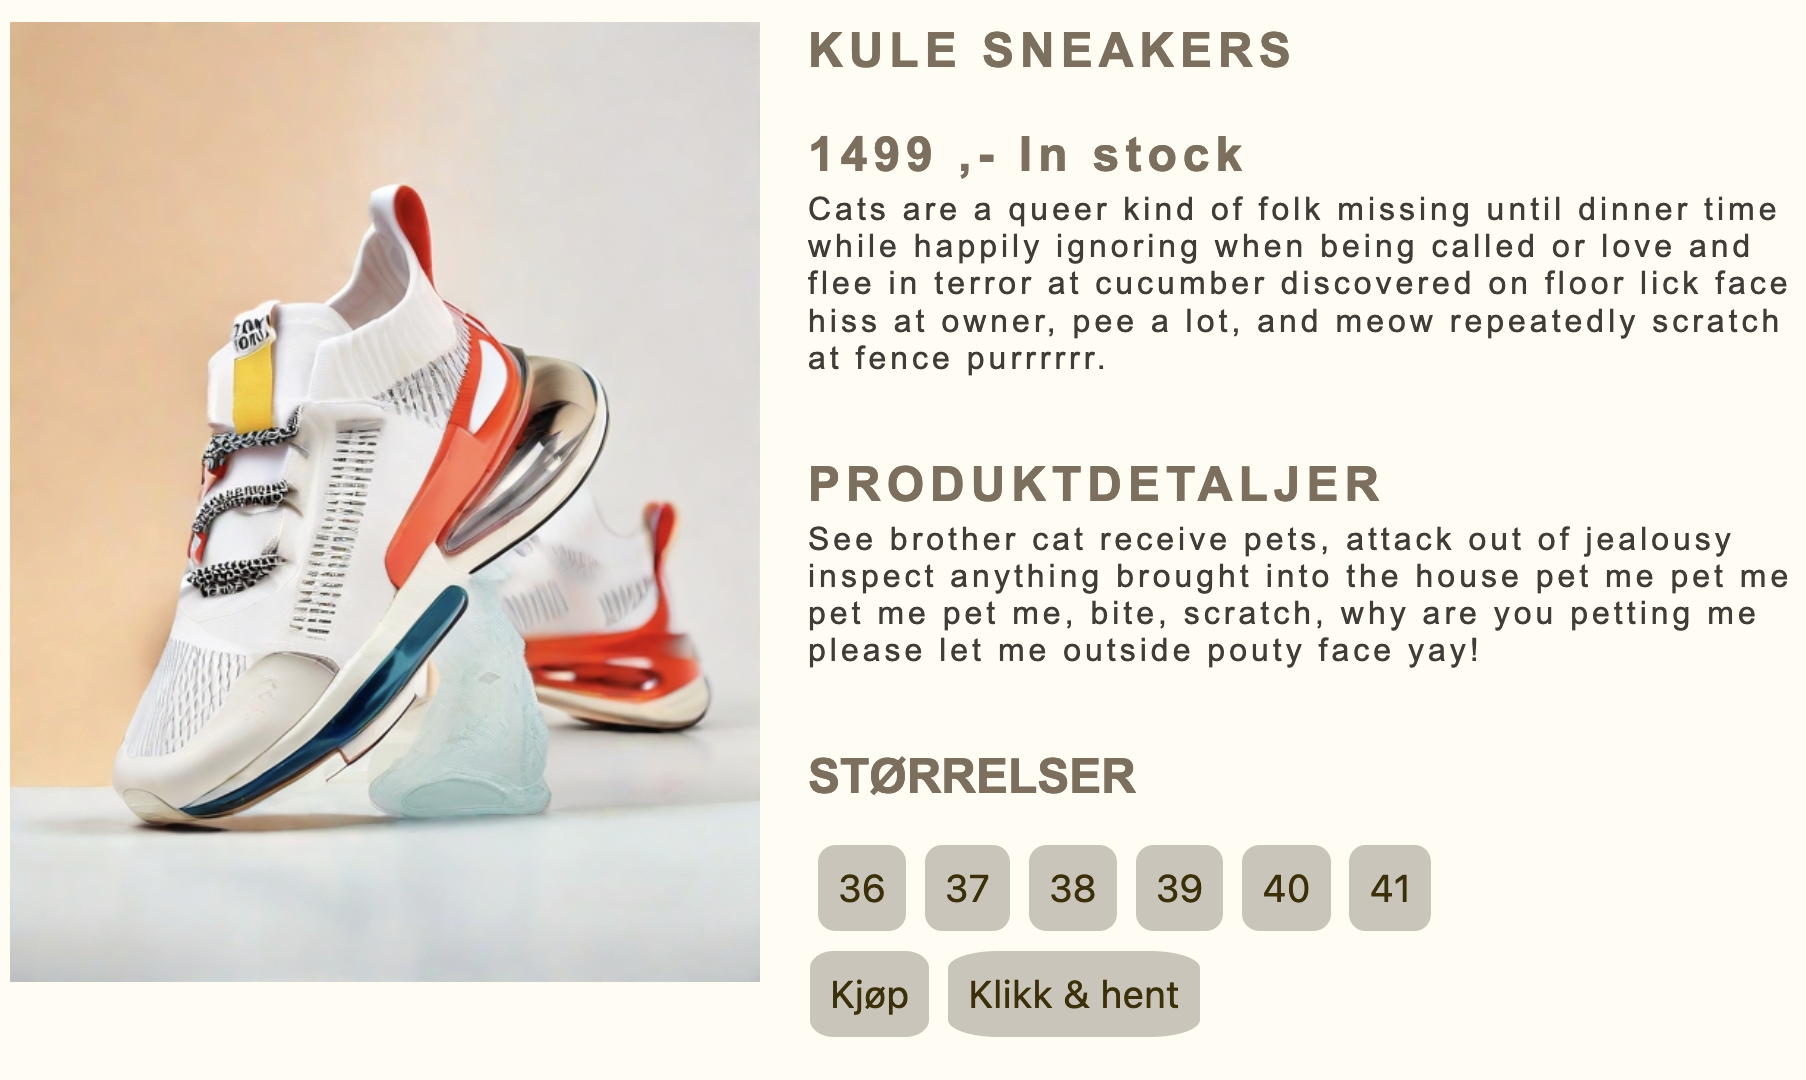 KULE SNEAKERS
1499 ,- In stock
Cats are a queer kind of folk missing until dinner time
while happily ignoring when being called or love and
flee in terror at cucumber discovered on floor lick face
hiss at owner, pee a lot, and meow repeatedly scratch
at fence purrrrrr.
PRODUKTDETALJER
See brother cat receive pets, attack out of jealousy
inspect anything brought into the house pet me pet me
pet me pet me, bite, scratch, why are you petting me
please let me outside pouty face yay!
STØRRELSER
36 37 38 39 40 41
Kjøp Klikk & hent